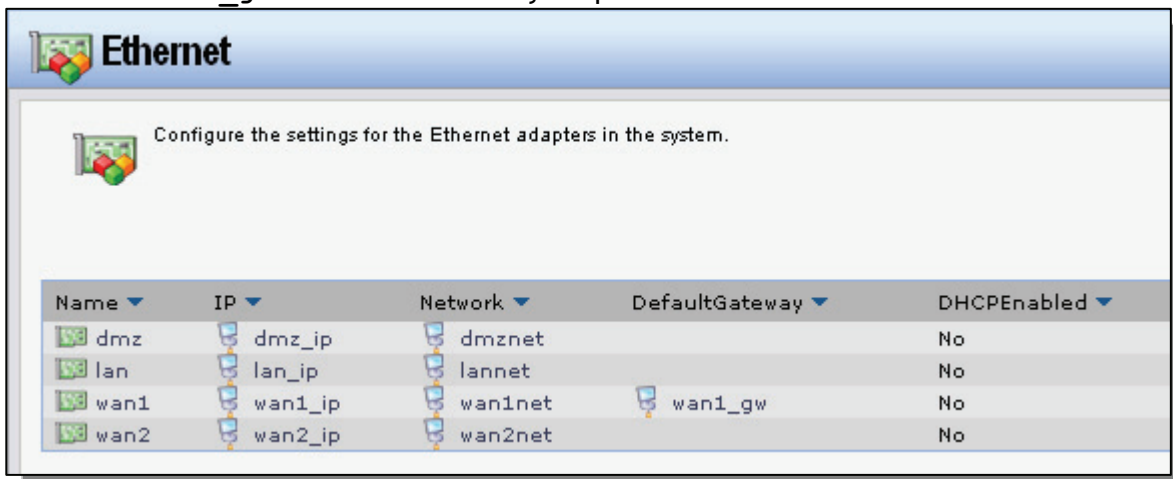 Ethernet
Configure the settings for the Ethernet adapters in the system.
Name IP Network DefaultGateway DHCPEnabled
dmz dmz_ip dmznet No
lan lan_ip lannet No
wan1 wan1_ip wan1net wan1_gw No
wan2 wan2_ip wan2net No